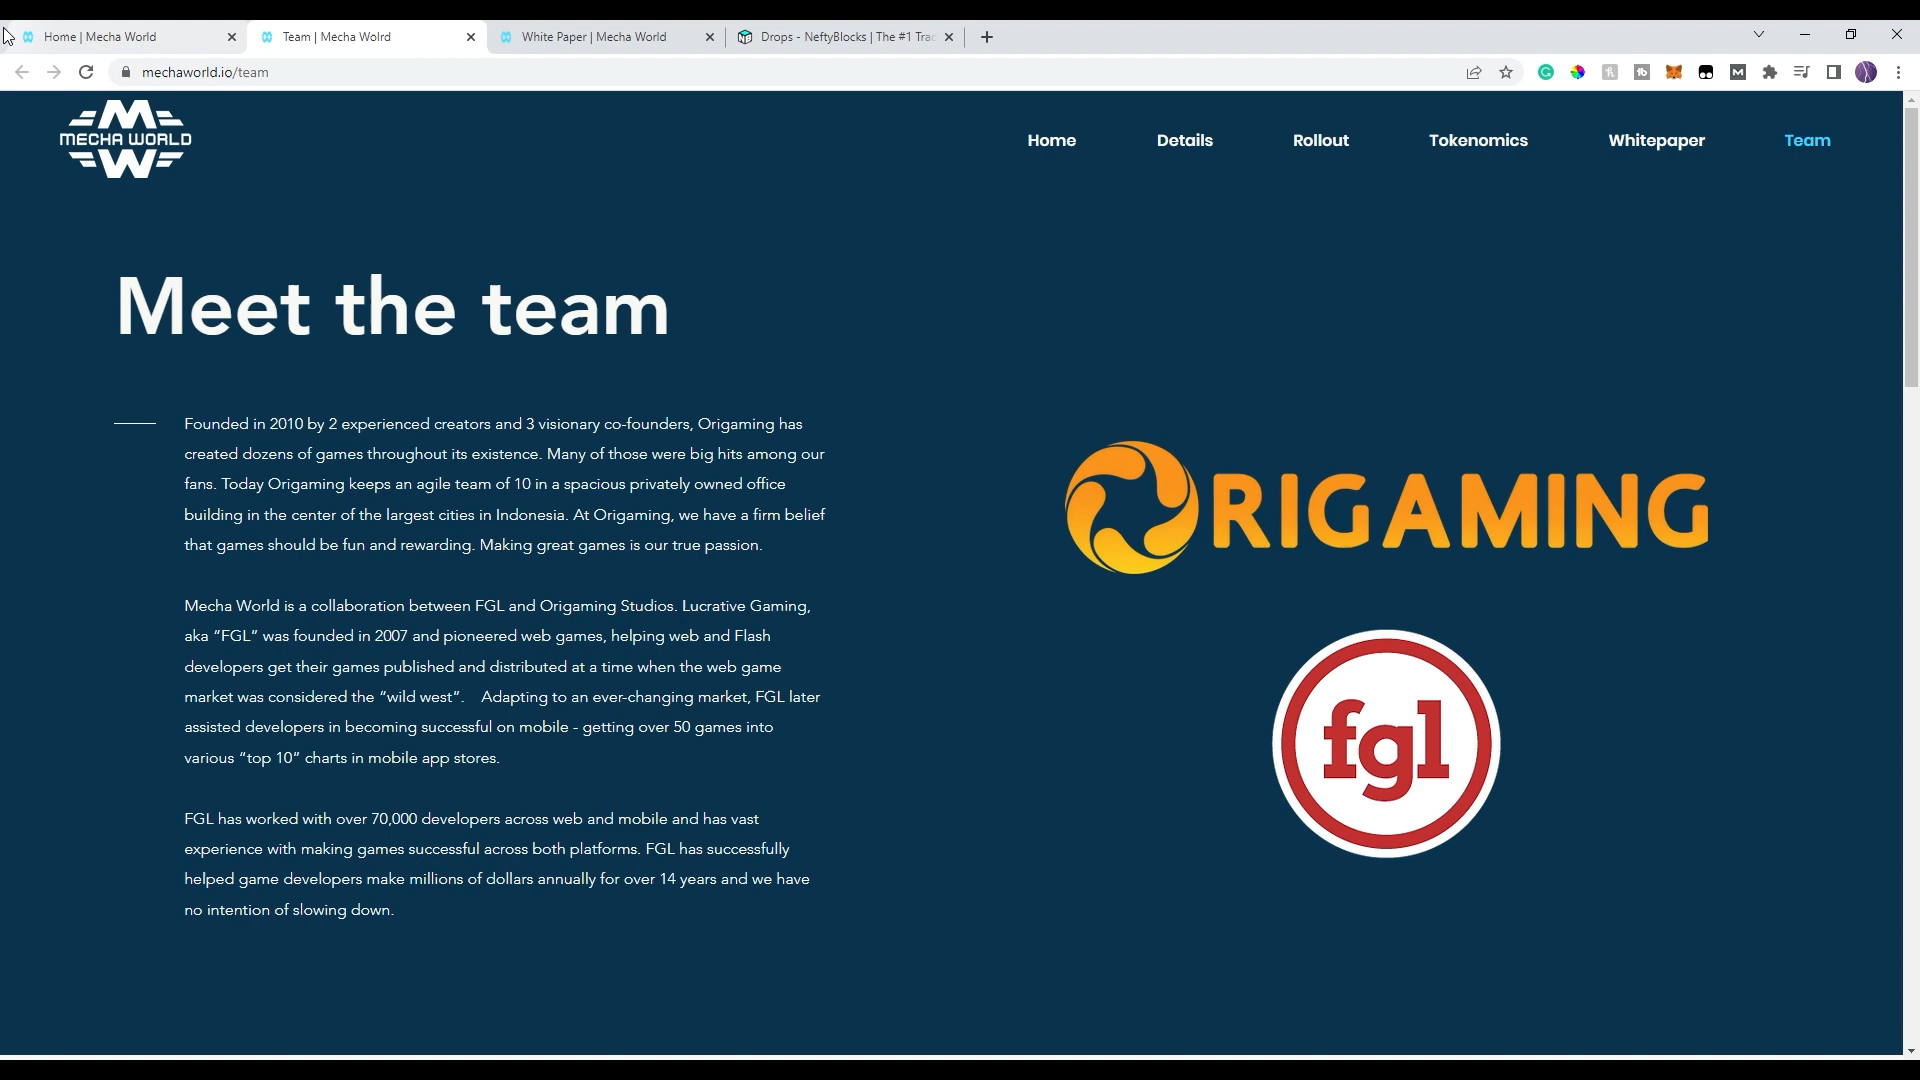 Home | Mecha World
Team | Mecha Wolrd
White Paper | Mecha World
Drops - NeftyBlocks | The #1 Trac
mechaworld.io/team
M
MECHA WORLD
W
Home
Details
Rollout
Tokenomics
Whitepaper
Team
Meet the team
Founded in 2010 by 2 experienced creators and 3 visionary co-founders, Origaming has
created dozens of games throughout its existence. Many of those were big hits among our
fans. Today Origaming keeps an agile team of 10 in a spacious privately owned office
building in the center of the largest cities in Indonesia. At Origaming, we have a firm belief
that games should be fun and rewarding. Making great games is our true passion.
Mecha World is a collaboration between FGL and Origaming Studios. Lucrative Gaming,
aka “FGL” was founded in 2007 and pioneered web games, helping web and Flash
developers get their games published and distributed at a time when the web game
market was considered the “wild west”.    Adapting to an ever-changing market, FGL later
assisted developers in becoming successful on mobile - getting over 50 games into
various “top 10” charts in mobile app stores.
FGL has worked with over 70,000 developers across web and mobile and has vast
experience with making games successful across both platforms. FGL has successfully
helped game developers make millions of dollars annually for over 14 years and we have
no intention of slowing down.
ORIGAMING
fgl